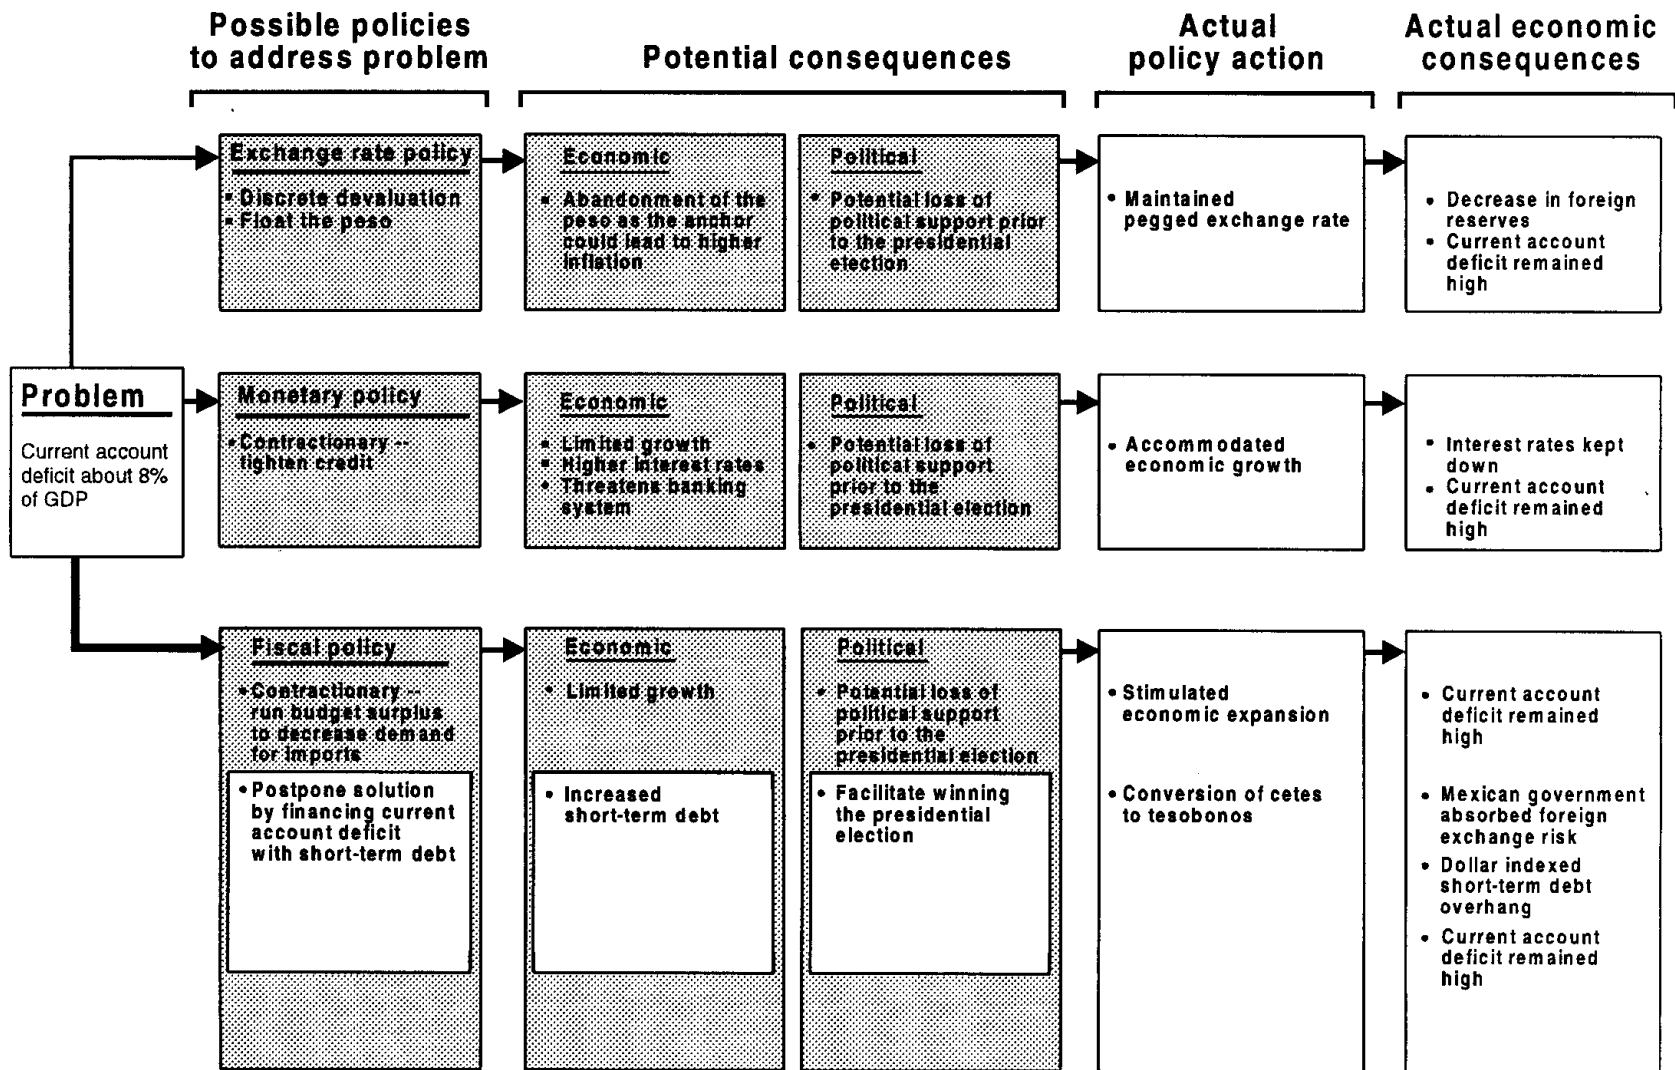 Possible policies
to address problem
Potential consequences
Actual
policy action
Actual economic
consequences
Problem
Current account
deficit about 8%
of GDP
Exchange rate policy
• Discrete devaluation
• Float the peso
Economic
• Abandonment of the
peso as the anchor
could lead to higher
inflation
Political
• Potential loss of
political support prior
to the presidential
election
• Maintained
pegged exchange rate
• Decrease in foreign
reserves
• Current account
deficit remained
high
Monetary policy
• Contractionary --
tighten credit
Economic
• Limited growth
• Higher interest rates
• Threatens banking
system
Political
• Potential loss of
political support
prior to the
presidential election
• Accommodated
economic growth
• Interest rates kept
down
• Current account
deficit remained
high
Fiscal policy
• Contractionary --
run budget surplus
to decrease demand
for imports
• Postpone solution
by financing current
account deficit
with short-term debt
Economic
• Limited growth
• Increased
short-term debt
Political
• Potential loss of
political support
prior to the
presidential election
• Facilitate winning
the presidential
election
• Stimulated
economic expansion
• Conversion of cetes
to tesobonos
• Current account
deficit remained
high
• Mexican government
absorbed foreign
exchange risk
• Dollar indexed
short-term debt
overhang
• Current account
deficit remained
high